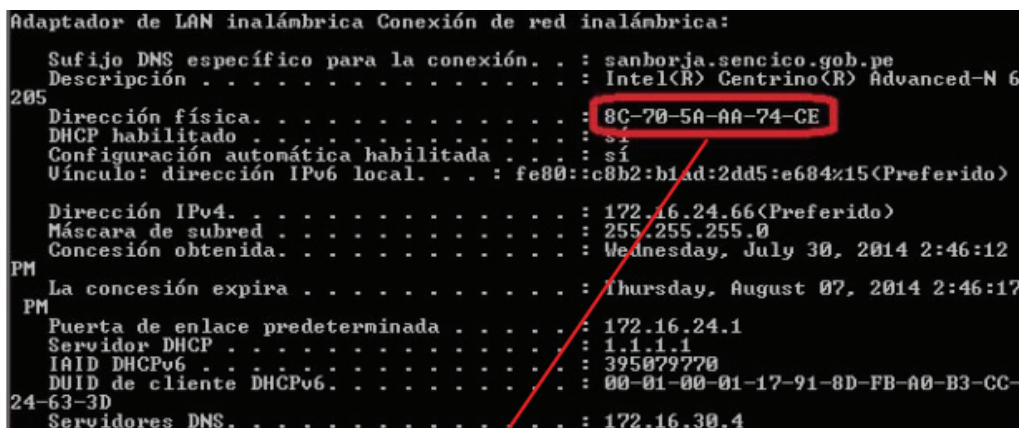 Adaptador de LAN inalámbrica Conexión de red inalámbrica:
Sufijo DNS específico para la conexión. . : sanborja.sencico.gob.pe
Descripción . . . . . . . . . . . . . . . : Intel(R) Centrino(R) Advanced-N 6
205
Dirección física. . . . . . . . . . . . . : 8C-70-5A-AA-74-CE
DHCP habilitado . . . . . . . . . . . . . : sí
Configuración automática habilitada . . . : sí
Vínculo: dirección IPv6 local. . . : fe80::c8b2:b1ad:2dd5:e684%15(Preferido)
Dirección IPv4. . . . . . . . . . . . . . : 172.16.24.66(Preferido)
Máscara de subred . . . . . . . . . . . . : 255.255.255.0
Concesión obtenida. . . . . . . . . . . . : Wednesday, July 30, 2014 2:46:12
PM
La concesión expira . . . . . . . . . . . : Thursday, August 07, 2014 2:46:17
PM
Puerta de enlace predeterminada . . . . . : 172.16.24.1
Servidor DHCP . . . . . . . . . . . . . . : 1.1.1.1
IAID DHCPv6 . . . . . . . . . . . . . . . : 395079770
DUID de cliente DHCPv6. . . . . . . . . . : 00-01-00-01-17-91-8D-FB-A0-B3-CC-
24-63-3D
Servidores DNS. . . . . . . . . . . . . . : 172.16.30.4